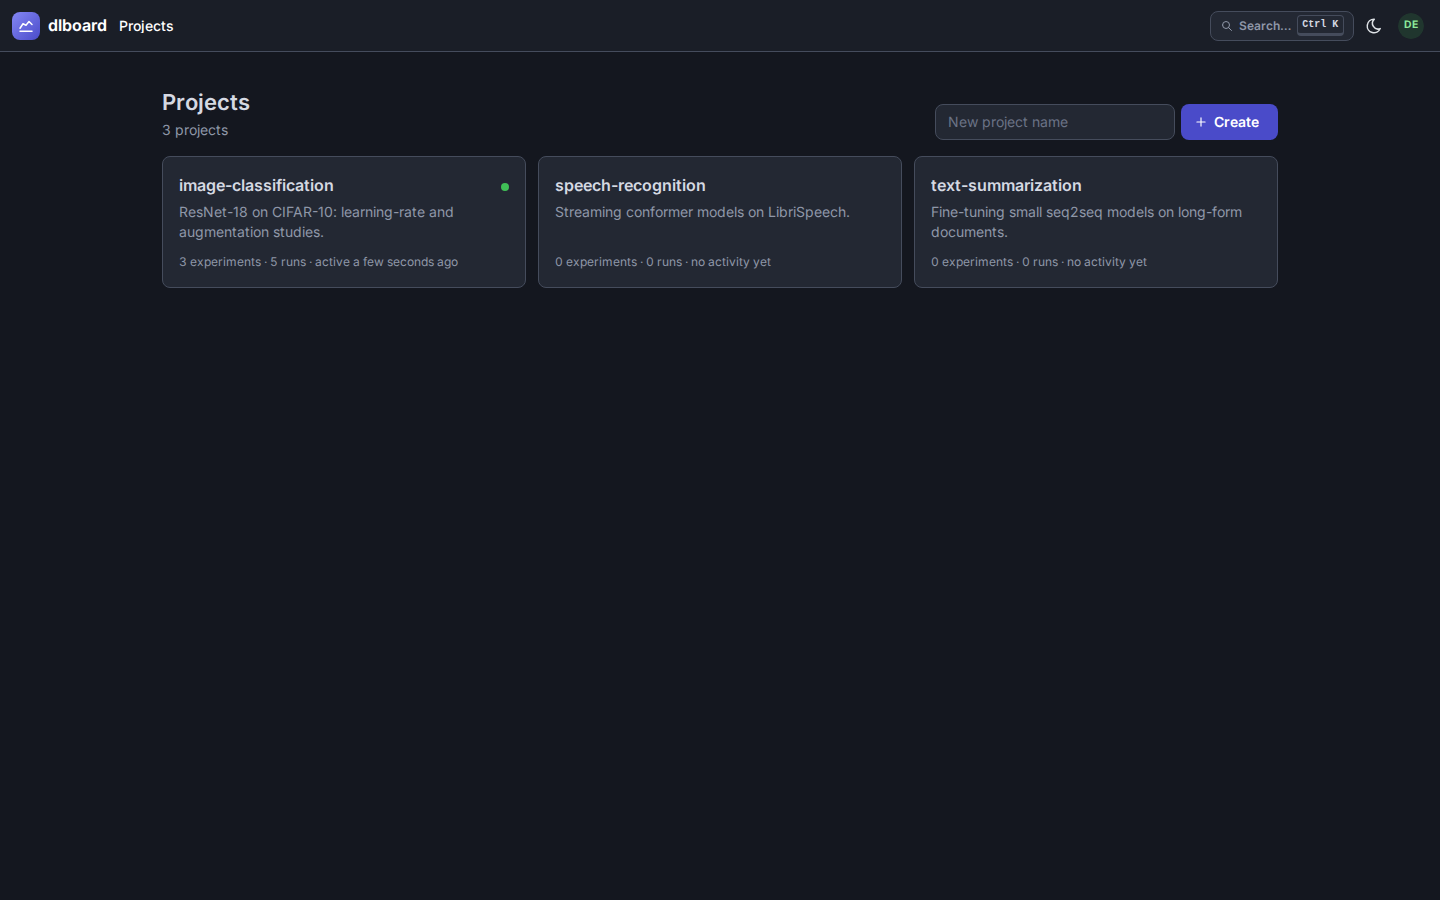 dlboard Projects Search... Ctrl K DE
Projects
3 projects
New project name
+ Create
image-classification
ResNet-18 on CIFAR-10: learning-rate and
augmentation studies.
3 experiments · 5 runs · active a few seconds ago
speech-recognition
Streaming conformer models on LibriSpeech.
0 experiments · 0 runs · no activity yet
text-summarization
Fine-tuning small seq2seq models on long-form
documents.
0 experiments · 0 runs · no activity yet